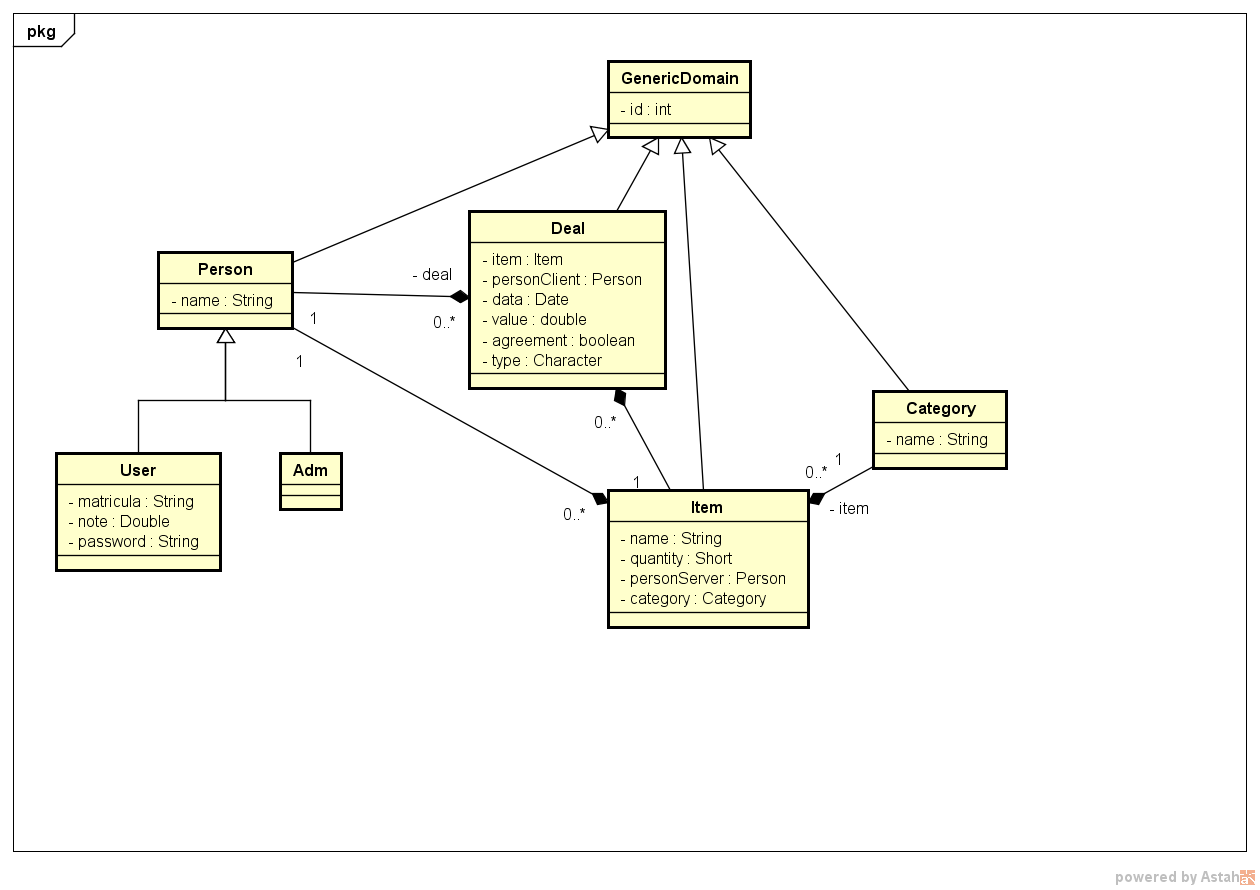 pkg
GenericDomain
- id : int
Deal
- item : Item
- personClient : Person
- data : Date
- value : double
- agreement : boolean
- type : Character
Person
- name : String
- deal
0..*
1
1
0..*
1
Category
- name : String
0..*
1
- item
User
- matricula : String
- note : Double
- password : String
Adm
0..*
Item
- name : String
- quantity : Short
- personServer : Person
- category : Category
powered by Astah